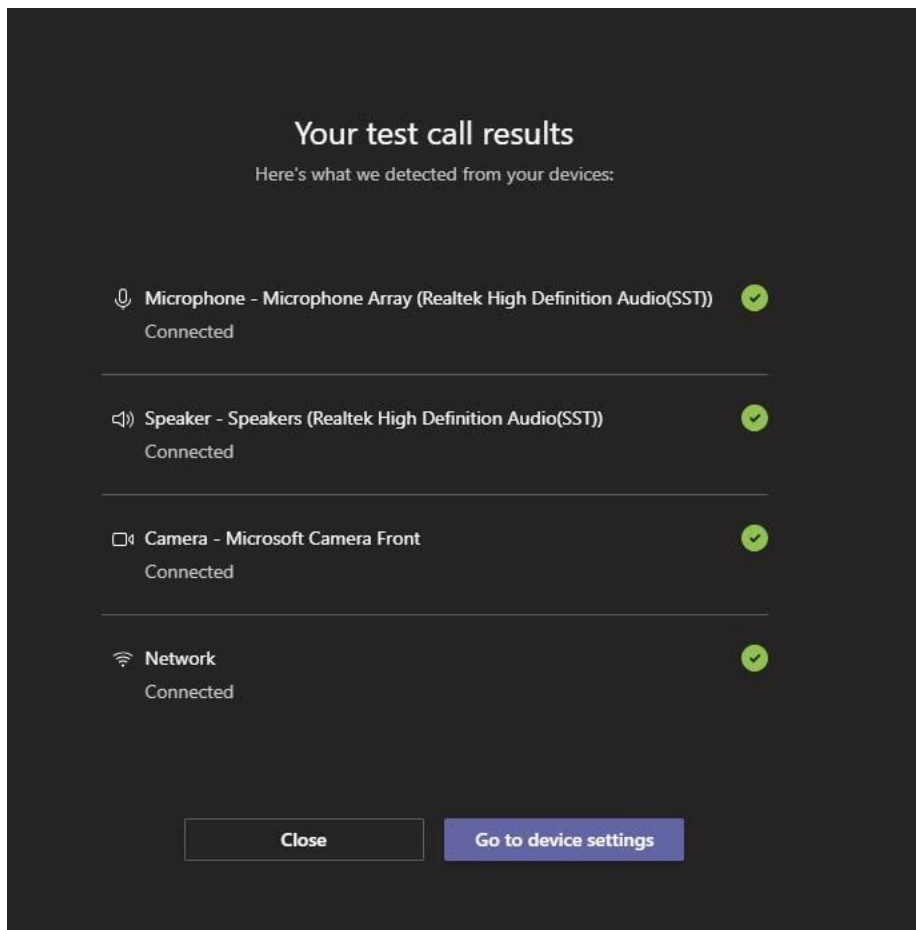 Your test call results
Here's what we detected from your devices:
Microphone - Microphone Array (Realtek High Definition Audio(SST))
Connected
Speaker - Speakers (Realtek High Definition Audio(SST))
Connected
Camera - Microsoft Camera Front
Connected
Network
Connected
Close
Go to device settings